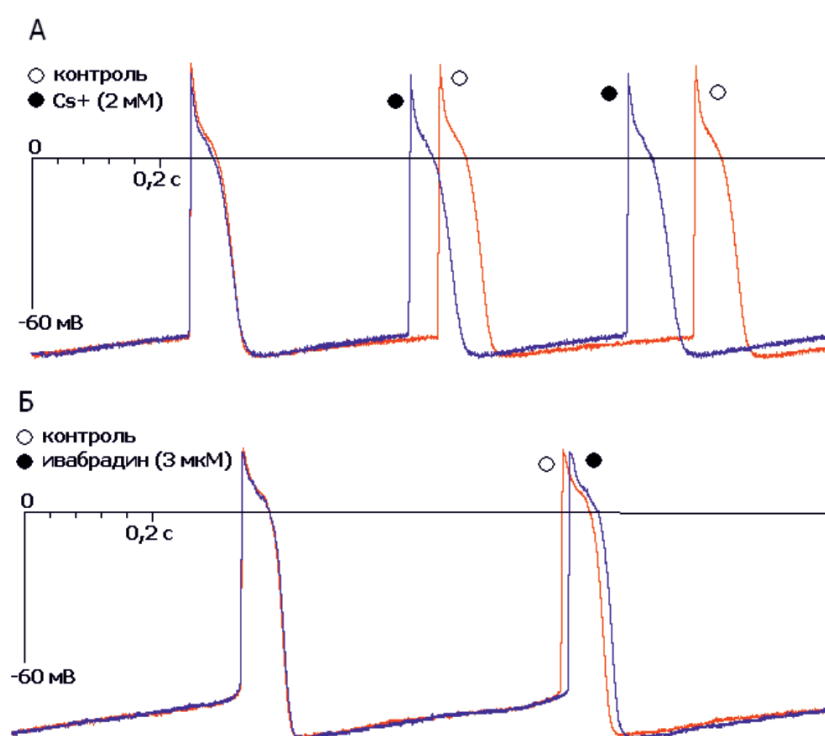 А
контроль
Cs+ (2 мМ)
0
0,2 с
-60 мВ
Б
контроль
ивабрадин (3 мкМ)
0
0,2 с
-60 мВ